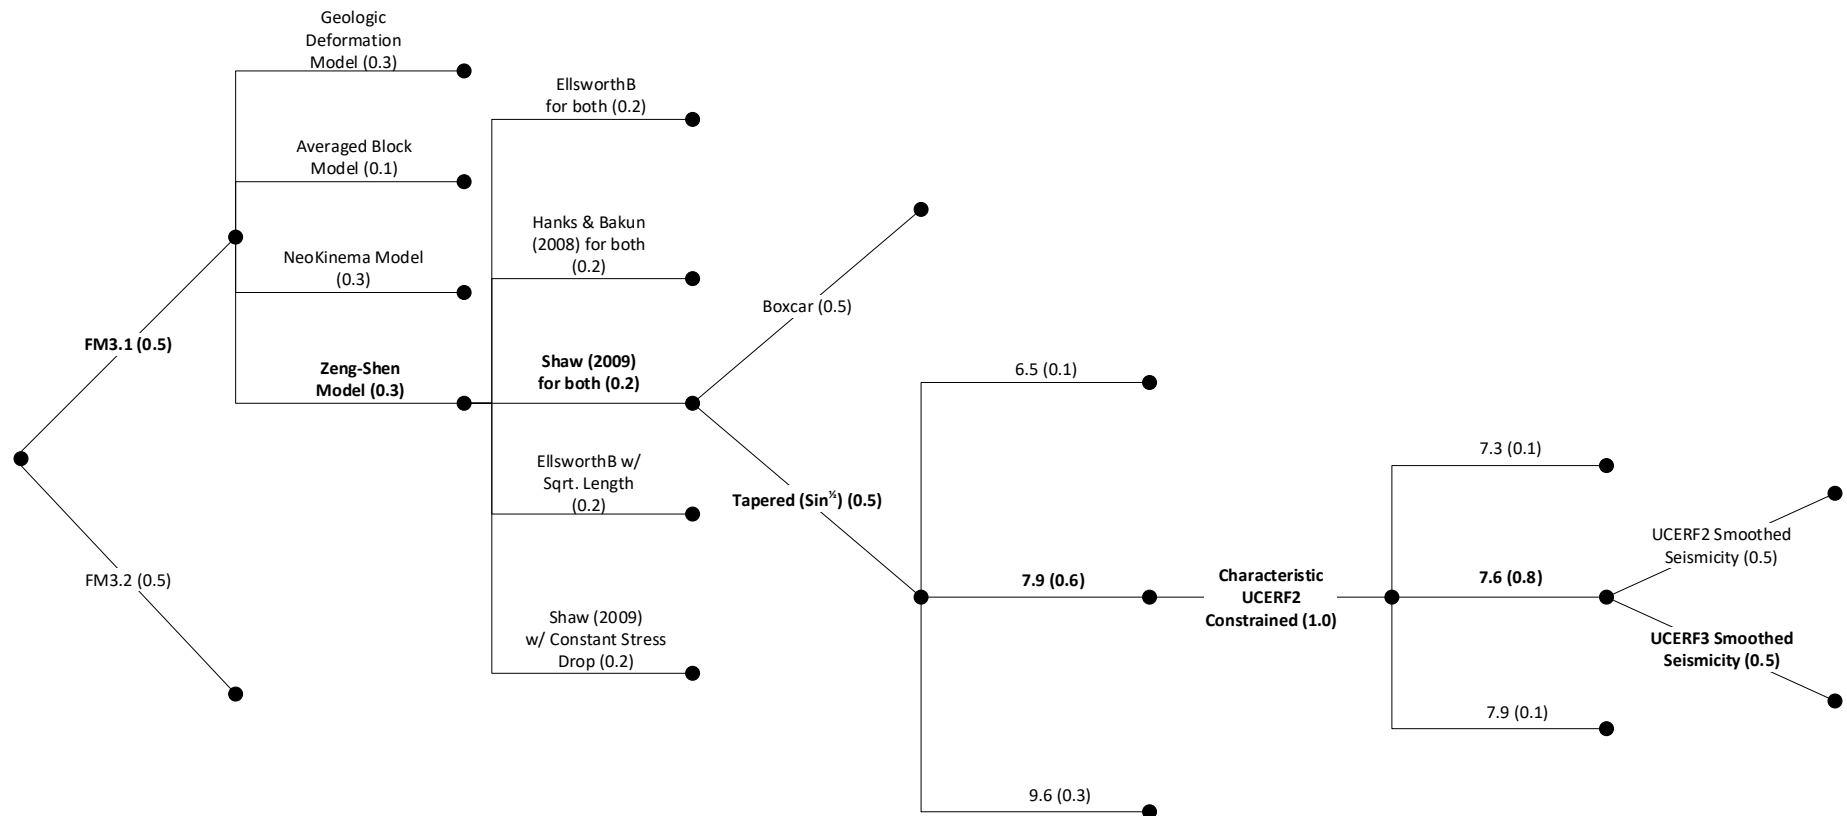 Geologic
Deformation
Model (0.3)
Averaged Block
Model (0.1)
NeoKinema Model
(0.3)
Zeng-Shen
Model (0.3)
FM3.1 (0.5)
FM3.2 (0.5)
EllsworthB
for both (0.2)
Hanks & Bakun
(2008) for both
(0.2)
Shaw (2009)
for both (0.2)
EllsworthB w/
Sqrt. Length
(0.2)
Shaw (2009)
w/ Constant Stress
Drop (0.2)
Boxcar (0.5)
Tapered (Sin½) (0.5)
6.5 (0.1)
7.9 (0.6)
9.6 (0.3)
Characteristic
UCERF2
Constrained (1.0)
7.3 (0.1)
7.6 (0.8)
7.9 (0.1)
UCERF2 Smoothed
Seismicity (0.5)
UCERF3 Smoothed
Seismicity (0.5)